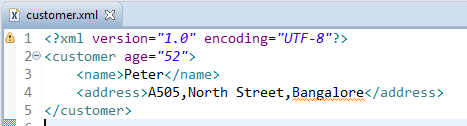 customer.xml
1 <?xml version="1.0" encoding="UTF-8"?>
2 <customer age="52">
3 <name>Peter</name>
4 <address>A505,North Street,Bangalore</address>
5 </customer>
6